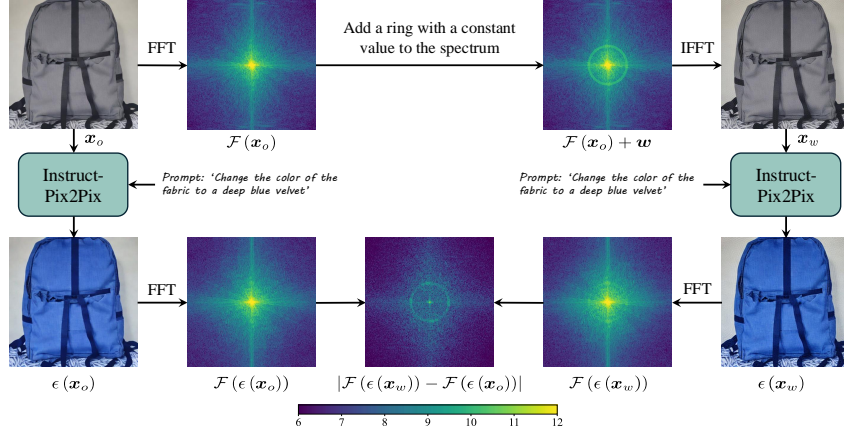 FFT
Add a ring with a constant
value to the spectrum
IFFT
𝓕 (𝒙ₒ)
𝓕 (𝒙ₒ) + 𝒘
𝒙ₒ
𝒙_w
Instruct-
Pix2Pix
Prompt: ‘Change the color of the
fabric to a deep blue velvet’
Prompt: ‘Change the color of the
fabric to a deep blue velvet’
Instruct-
Pix2Pix
FFT
FFT
ϵ (𝒙ₒ)
𝓕 (ϵ (𝒙ₒ))
|𝓕 (ϵ (𝒙_w)) − 𝓕 (ϵ (𝒙ₒ))|
𝓕 (ϵ (𝒙_w))
ϵ (𝒙_w)
6 7 8 9 10 11 12